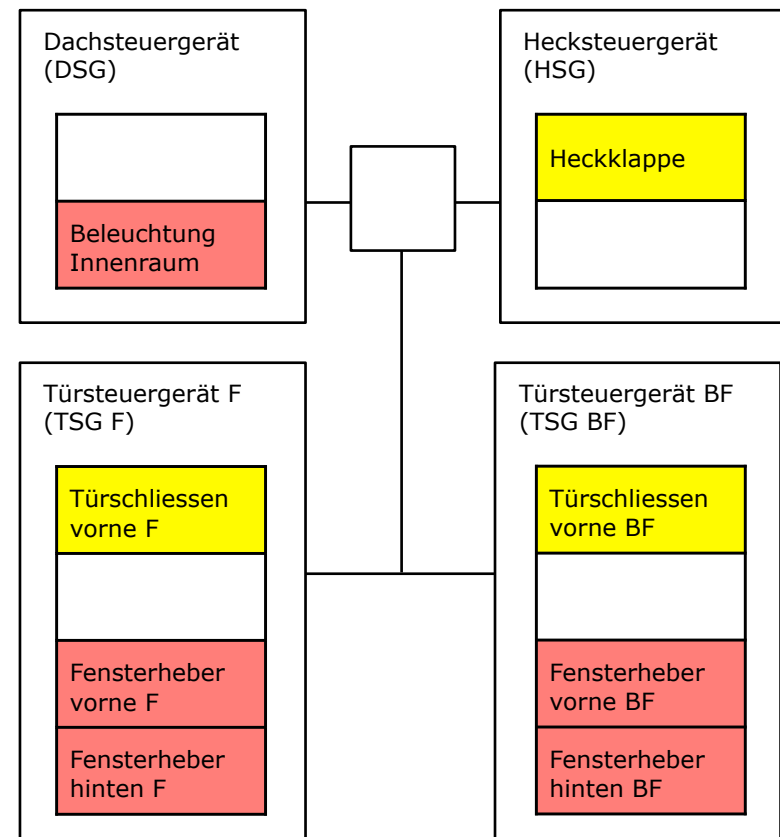 Dachsteuergerät
(DSG)
Beleuchtung
Innenraum
Hecksteuergerät
(HSG)
Heckklappe
Türsteuergerät F
(TSG F)
Türschliessen
vorne F
Fensterheber
vorne F
Fensterheber
hinten F
Türsteuergerät BF
(TSG BF)
Türschliessen
vorne BF
Fensterheber
vorne BF
Fensterheber
hinten BF